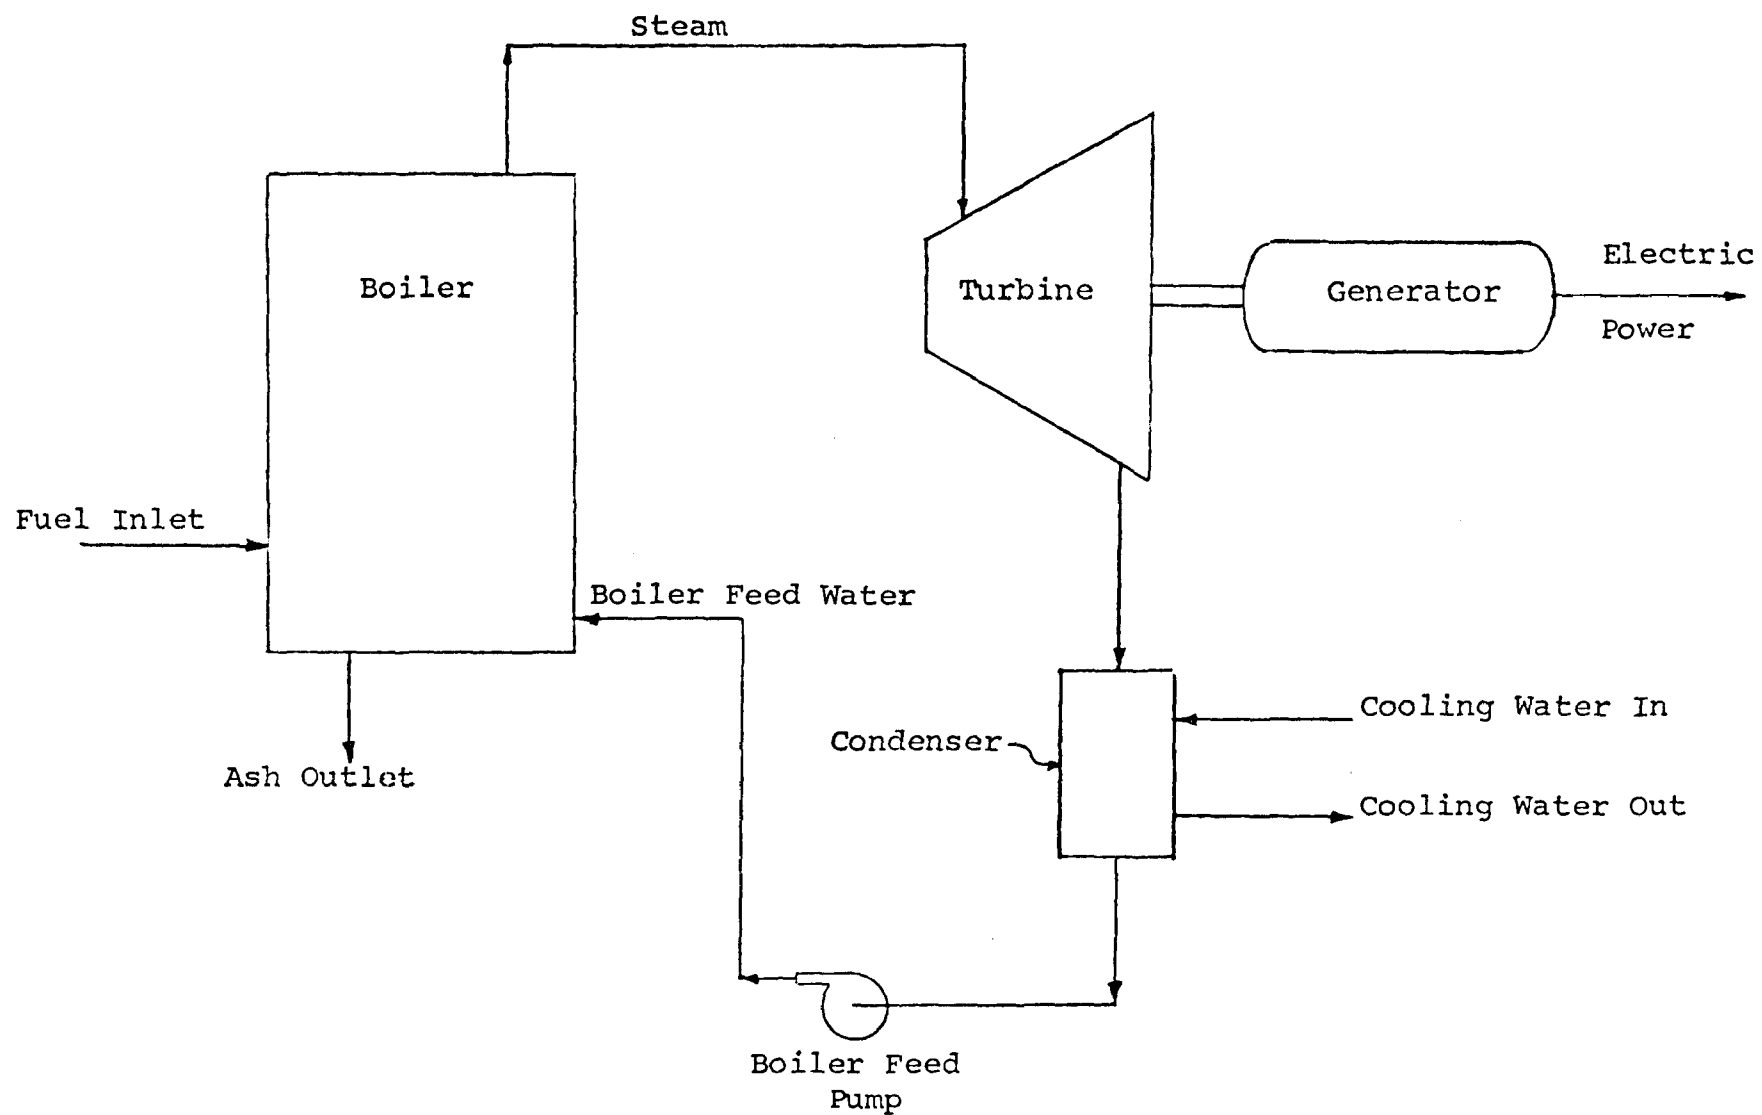 Steam
Boiler
Turbine
Generator
Electric
Power
Fuel Inlet
Boiler Feed Water
Ash Outlet
Condenser
Cooling Water In
Cooling Water Out
Boiler Feed
Pump